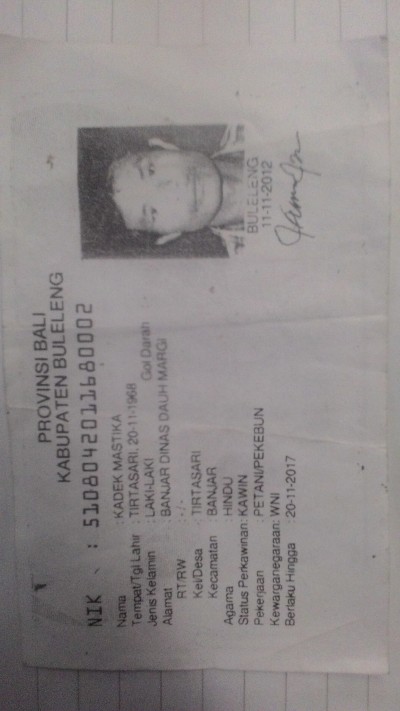 PROVINSI BALI
KABUPATEN BULELENG
NIK : 5108042011680002
Nama : KADEK MASTIKA
Tempat/Tgl Lahir : TIRTASARI, 20-11-1968
Jenis Kelamin : LAKI-LAKI Gol Darah
Alamat : BANJAR DINAS DAUH MARGI
RT/RW : -/-
Kel/Desa : TIRTASARI
Kecamatan : BANJAR
Agama : HINDU
Status Perkawinan: KAWIN
Pekerjaan : PETANI/PEKEBUN
Kewarganegaraan: WNI
Berlaku Hingga : 20-11-2017
BULELENG
11-11-2012